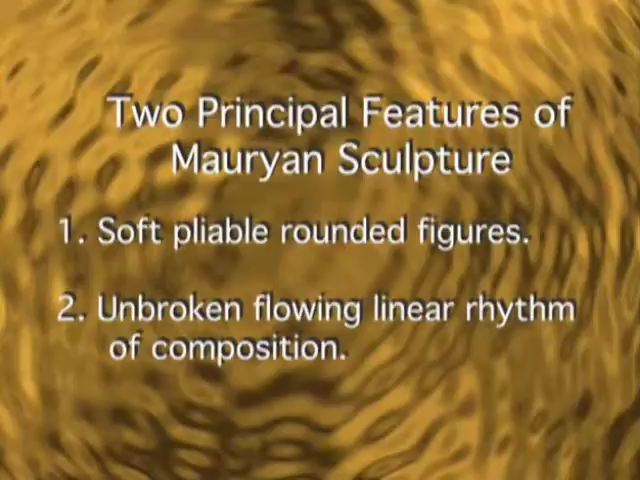 Two Principal Features of
Mauryan Sculpture
1. Soft pliable rounded figures.
2. Unbroken flowing linear rhythm
of composition.